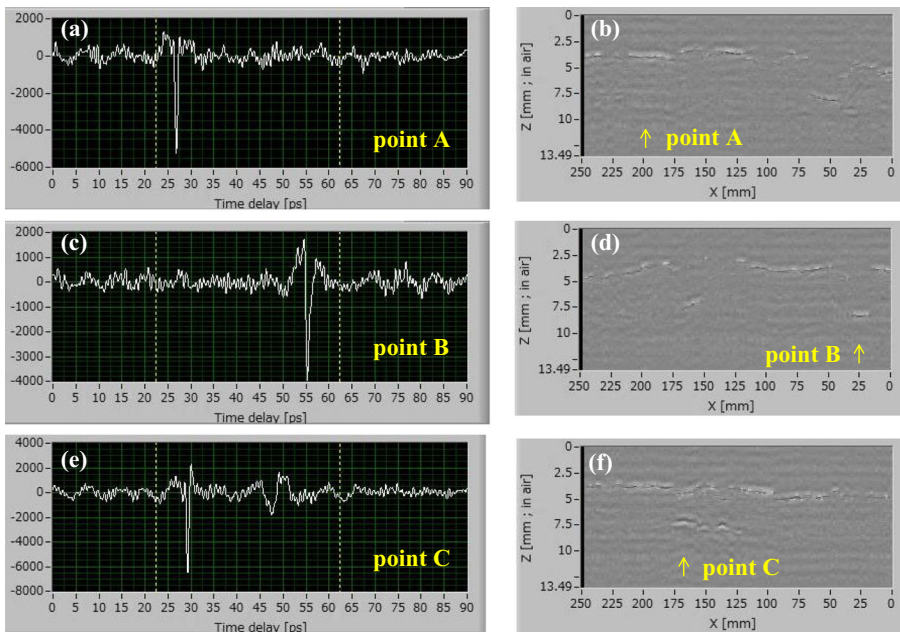 (a)
2000
0
-2000
-4000
-6000
point A
0 5 10 15 20 25 30 35 40 45 50 55 60 65 70 75 80 85 90
Time delay [ps]
(b)
Z [mm ; in air]
0
2.5
5
7.5
10
13.49
point A
250 225 200 175 150 125 100 75 50 25 0
X [mm]
(c)
2000
1000
0
-1000
-2000
-3000
-4000
point B
0 5 10 15 20 25 30 35 40 45 50 55 60 65 70 75 80 85 90
Time delay [ps]
(d)
Z [mm ; in air]
0
2.5
5
7.5
10
13.49
point B
250 225 200 175 150 125 100 75 50 25 0
X [mm]
(e)
4000
2000
0
-2000
-4000
-6000
-8000
point C
0 5 10 15 20 25 30 35 40 45 50 55 60 65 70 75 80 85 90
Time delay [ps]
(f)
Z [mm ; in air]
0
2.5
5
7.5
10
13.49
point C
250 225 200 175 150 125 100 75 50 25 0
X [mm]